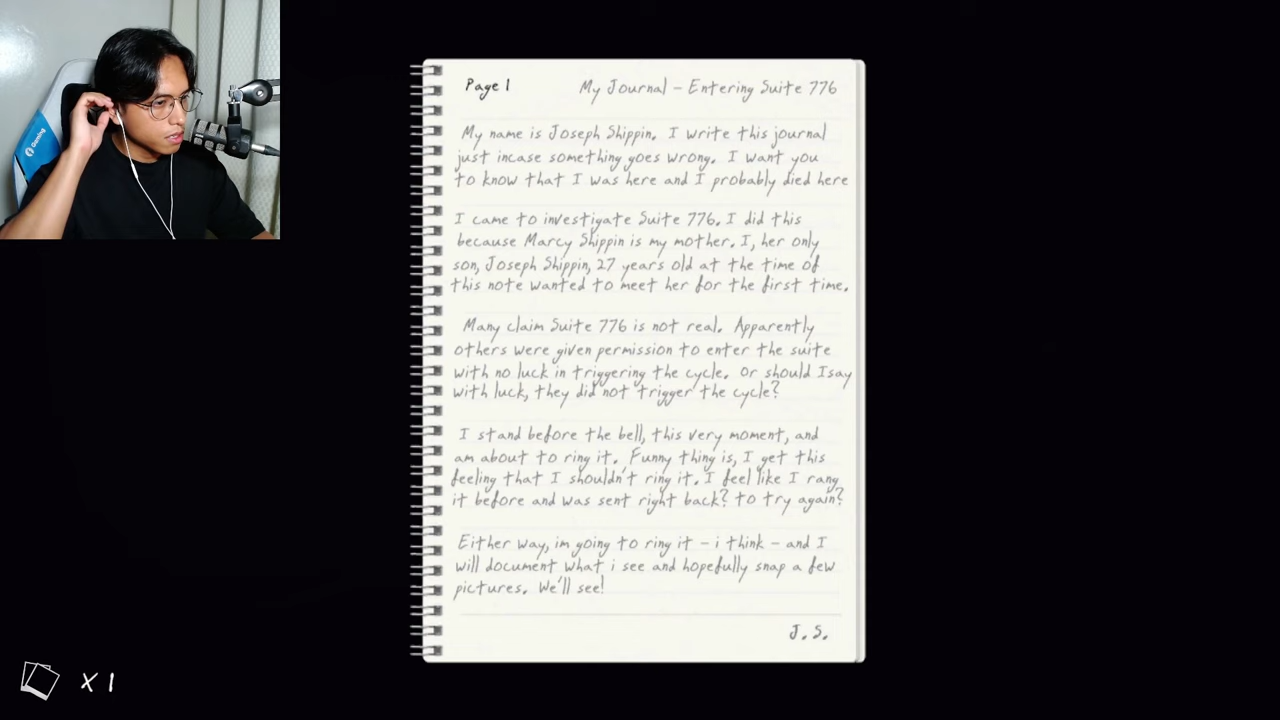 Gaming
Page 1
My Journal - Entering Suite 776
My name is Joseph Shippin. I write this journal
just incase something goes wrong. I want you
to know that I was here and I probably died here
I came to investigate Suite 776. I did this
because Marcy Shippin is my mother. I, her only
son, Joseph Shippin, 27 years old at the time of
this note wanted to meet her for the first time.
Many claim Suite 776 is not real. Apparently
others were given permission to enter the suite
with no luck in triggering the cycle. Or should I say
with luck, they did not trigger the cycle?
I stand before the bell, this very moment, and
am about to ring it. Funny thing is, I get this
feeling that I shouldn't ring it. I feel like I rang
it before and was sent right back? to try again?
Either way, im going to ring it - i think - and I
will document what i see and hopefully snap a few
pictures. We'll see!
J.S.
X 1